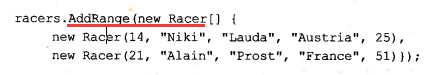 racers.AddRange(new Racer[] {
new Racer(14, "Niki", "Lauda", "Austria", 25),
new Racer(21, "Alain", "Prost", "France", 51)});